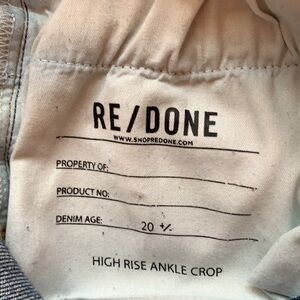 RE/DONE
WWW.SHOPREDONE.COM
PROPERTY OF:
PRODUCT NO:
DENIM AGE: 20 +/-
HIGH RISE ANKLE CROP